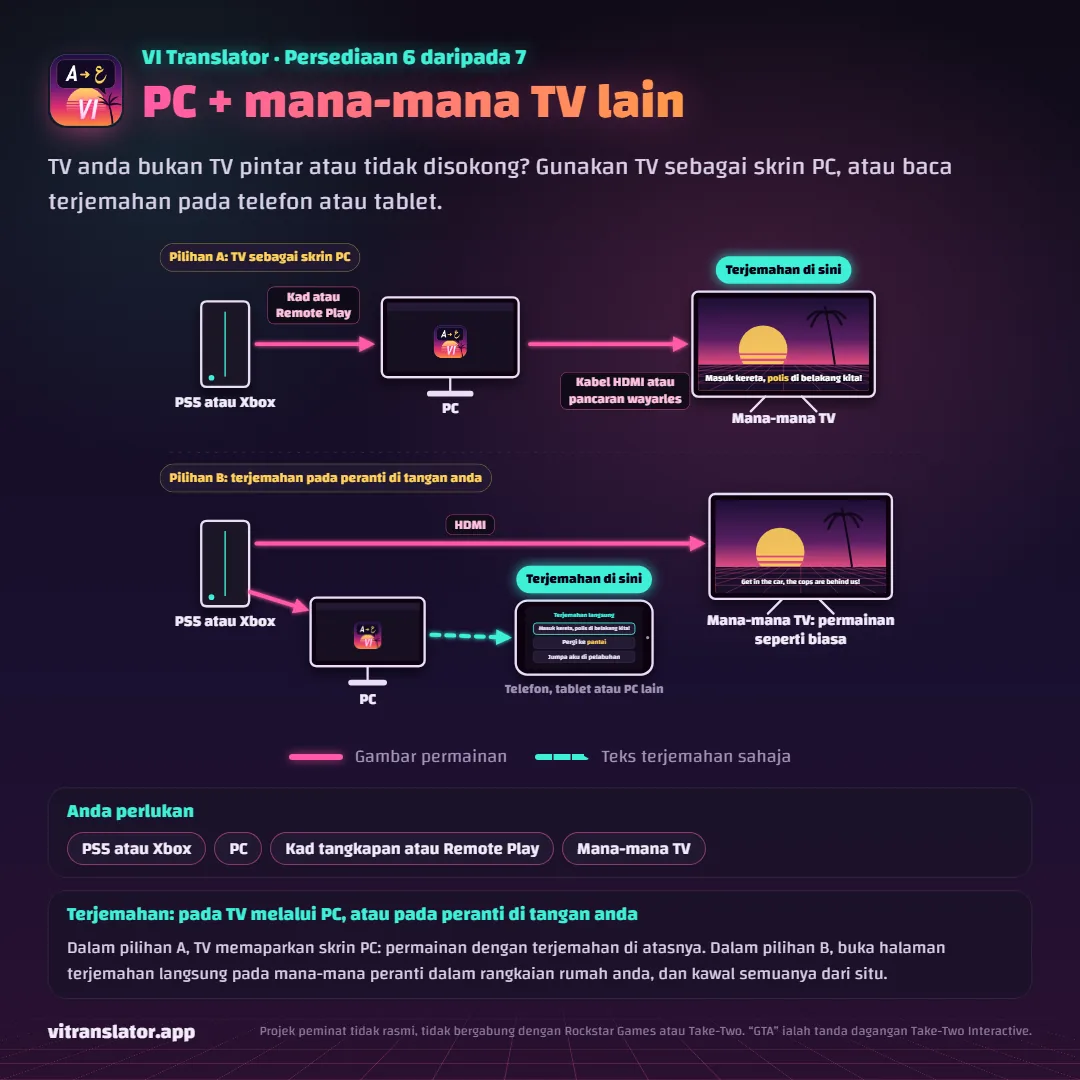 A→ع
VI
VI Translator · Persediaan 6 daripada 7
PC + mana-mana TV lain
TV anda bukan TV pintar atau tidak disokong? Gunakan TV sebagai skrin PC, atau baca
terjemahan pada telefon atau tablet.
Pilihan A: TV sebagai skrin PC
Kad atau
Remote Play
PS5 atau Xbox
A→ع
VI
PC
Kabel HDMI atau
pancaran wayarles
Terjemahan di sini
Masuk kereta, polis di belakang kita!
Mana-mana TV
Pilihan B: terjemahan pada peranti di tangan anda
HDMI
PS5 atau Xbox
A→ع
VI
PC
Terjemahan di sini
Terjemahan langsung
Masuk kereta, polis di belakang kita!
Pergi ke pantai
Jumpa aku di pelabuhan
Telefon, tablet atau PC lain
Get in the car, the cops are behind us!
Mana-mana TV: permainan
seperti biasa
Gambar permainan
Teks terjemahan sahaja
Anda perlukan
PS5 atau Xbox
PC
Kad tangkapan atau Remote Play
Mana-mana TV
Terjemahan: pada TV melalui PC, atau pada peranti di tangan anda
Dalam pilihan A, TV memaparkan skrin PC: permainan dengan terjemahan di atasnya. Dalam pilihan B, buka halaman
terjemahan langsung pada mana-mana peranti dalam rangkaian rumah anda, dan kawal semuanya dari situ.
vitranslator.app
Projek peminat tidak rasmi, tidak bergabung dengan Rockstar Games atau Take-Two. “GTA” ialah tanda dagangan Take-Two Interactive.